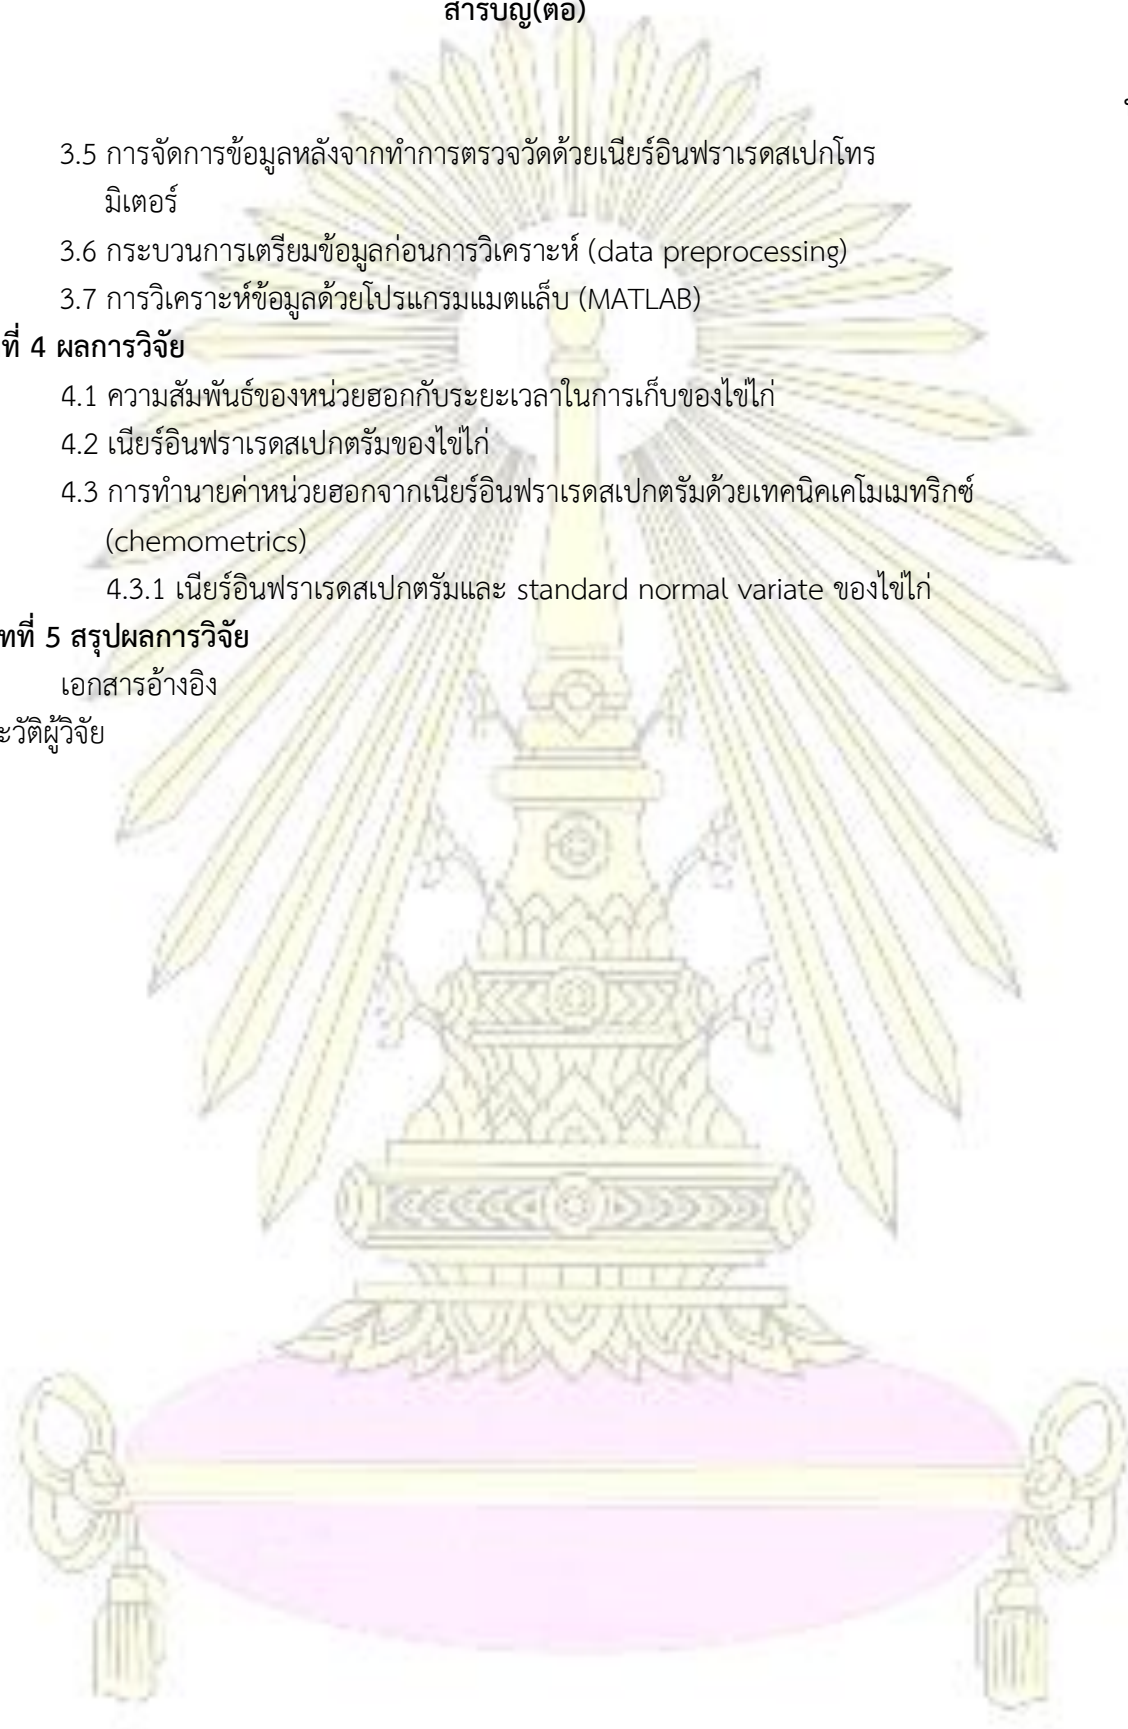 สารบัญ(ต่อ)
3.5 การจัดการข้อมูลหลังจากทำการตรวจวัดด้วยเนียร์อินฟราเรดสเปกโทร
มิเตอร์
3.6 กระบวนการเตรียมข้อมูลก่อนการวิเคราะห์ (data preprocessing)
3.7 การวิเคราะห์ข้อมูลด้วยโปรแกรมแมตแล็บ (MATLAB)
ที่ 4 ผลการวิจัย
4.1 ความสัมพันธ์ของหน่วยฮอกกับระยะเวลาในการเก็บของไข่ไก่
4.2 เนียร์อินฟราเรดสเปกตรัมของไข่ไก่
4.3 การทำนายค่าหน่วยฮอกจากเนียร์อินฟราเรดสเปกตรัมด้วยเทคนิคเคโมเมทริกซ์
(chemometrics)
4.3.1 เนียร์อินฟราเรดสเปกตรัมและ standard normal variate ของไข่ไก่
ทที่ 5 สรุปผลการวิจัย
เอกสารอ้างอิง
ะวัติผู้วิจัย